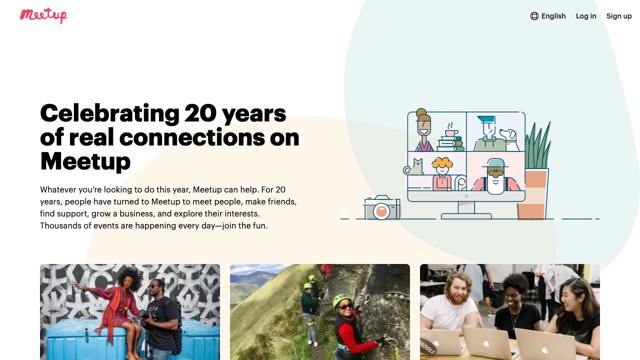 Meetup
English
Log in
Sign up
Celebrating 20 years
of real connections on
Meetup
Whatever you're looking to do this year, Meetup can help. For 20
years, people have turned to Meetup to meet people, make friends,
find support, grow a business, and explore their interests.
Thousands of events are happening every day—join the fun.